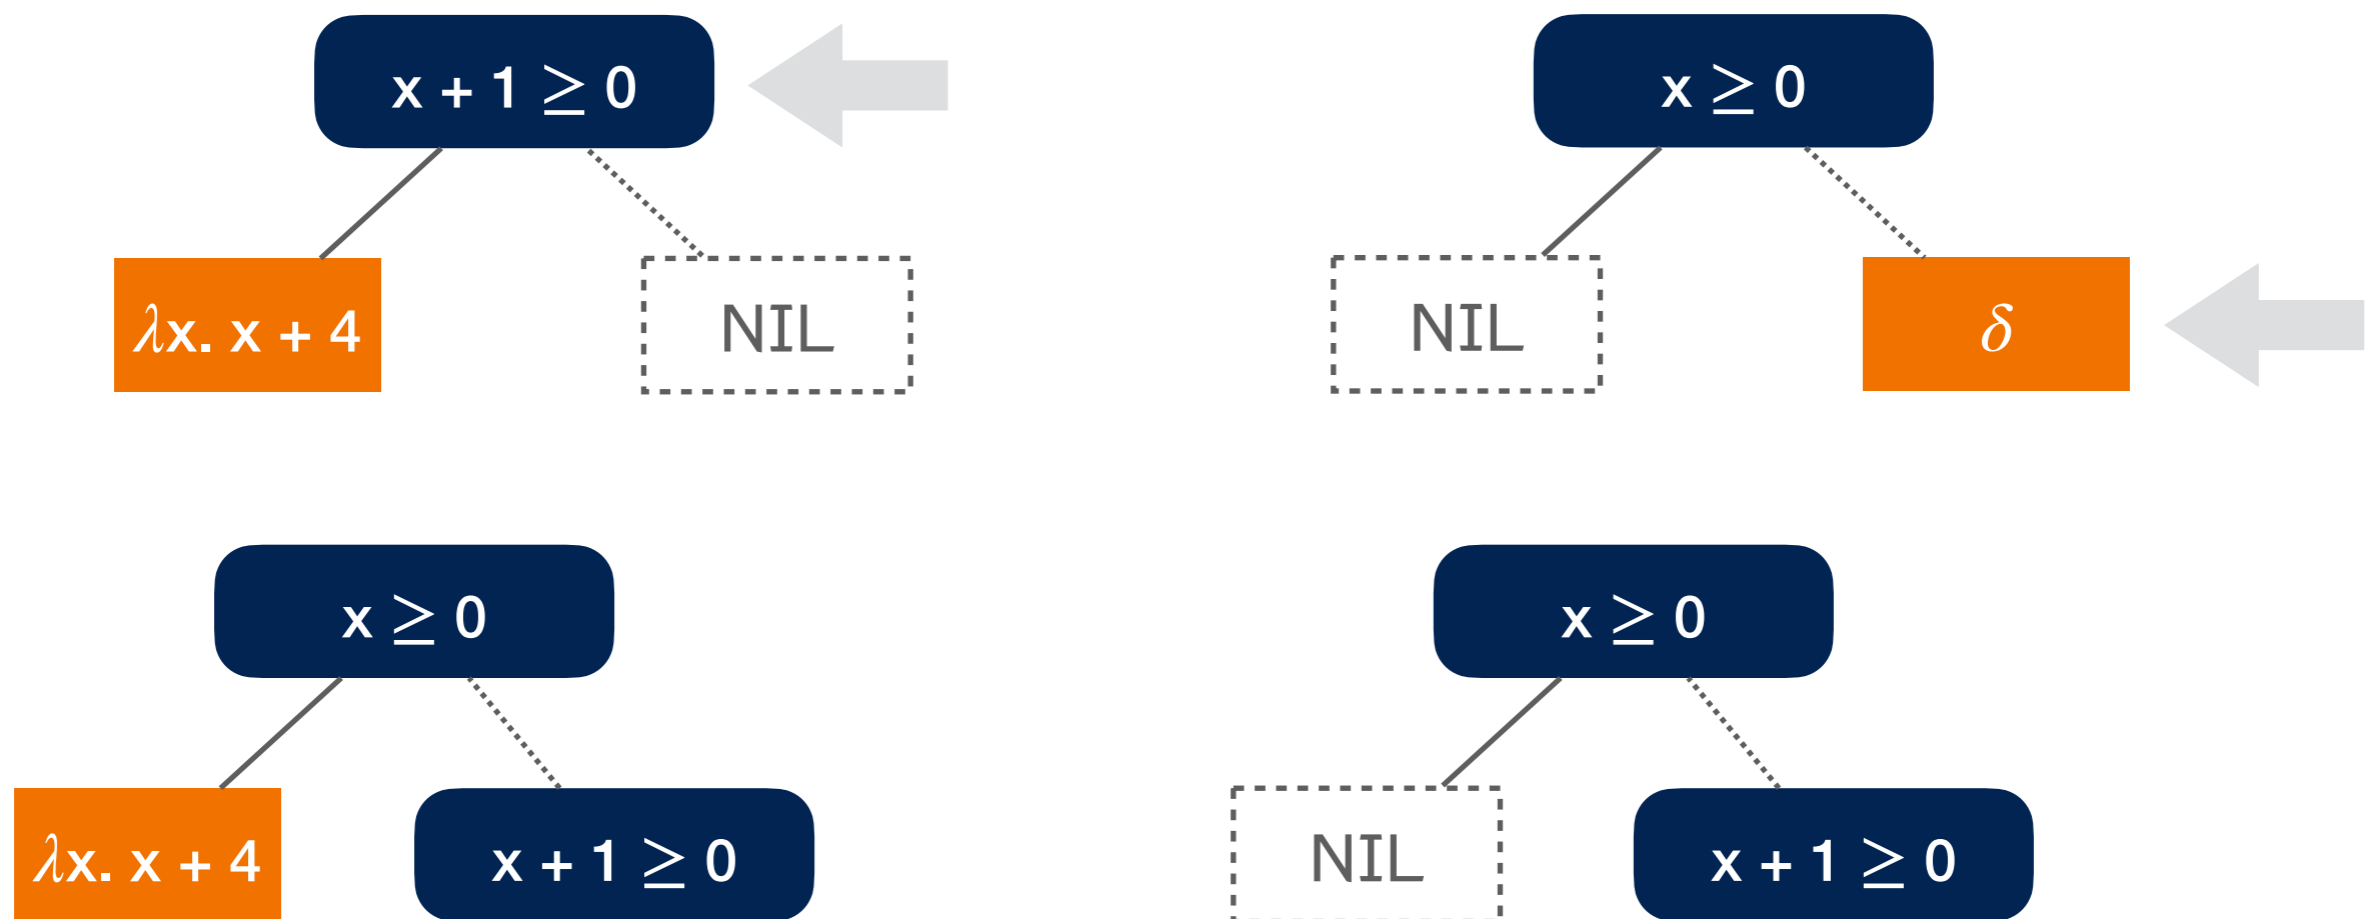 x + 1 ≥ 0
x ≥ 0
λx. x + 4
NIL
NIL
δ
x ≥ 0
x ≥ 0
λx. x + 4
x + 1 ≥ 0
NIL
x + 1 ≥ 0